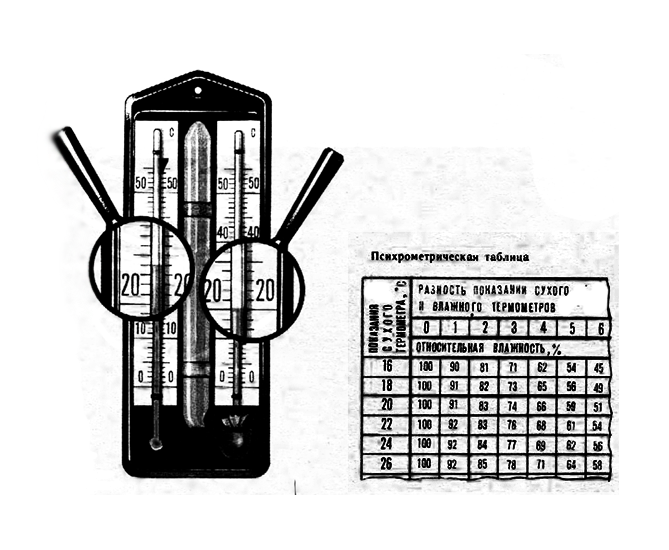 C C
50 50 50 50
40 40
20 2 20 20
10 10
0 0 0 0
Психрометрическая таблица
ПОКАЗАНИЯ СУХОГО ТЕРМОМЕТРА, °C
РАЗНОСТЬ ПОКАЗАНИЙ СУХОГО
И ВЛАЖНОГО ТЕРМОМЕТРОВ
0 1 2 3 4 5 6
ОТНОСИТЕЛЬНАЯ ВЛАЖНОСТЬ, %
16 100 90 81 71 62 54 45
18 100 91 82 73 65 56 49
20 100 91 83 74 66 59 51
22 100 92 83 76 68 61 54
24 100 92 84 77 69 62 56
26 100 92 85 78 71 64 58